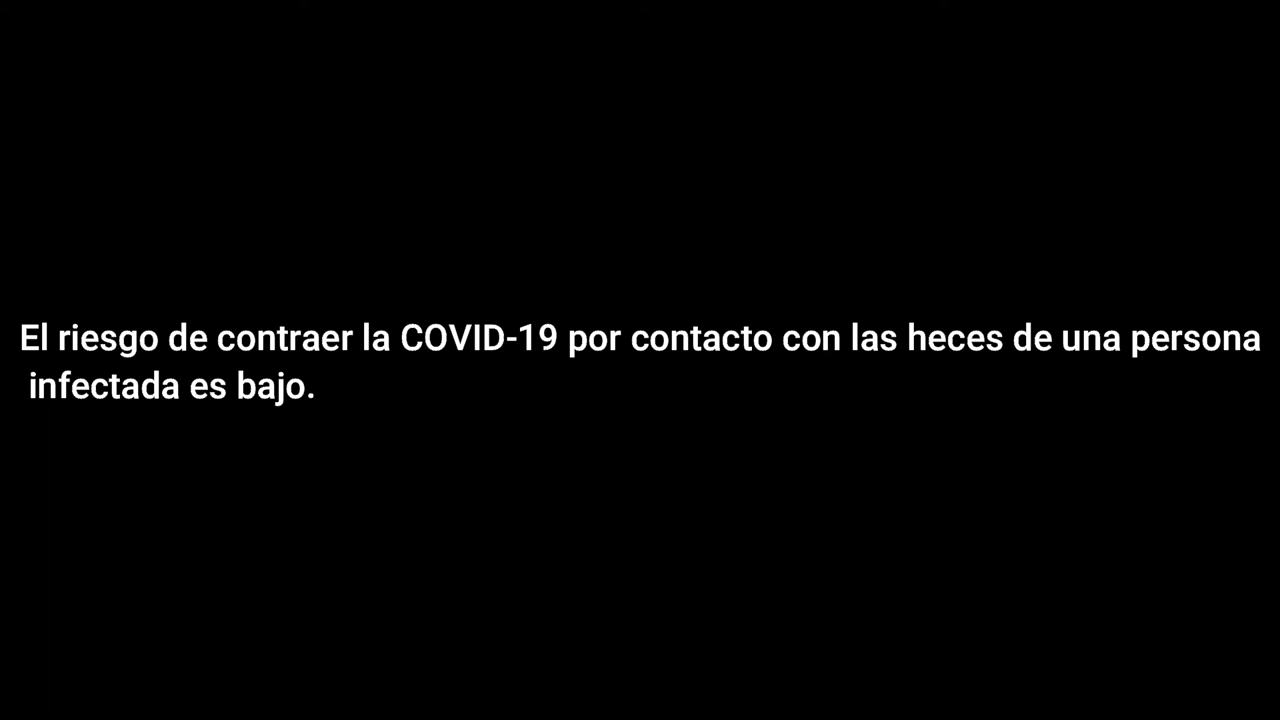 El riesgo de contraer la COVID-19 por contacto con las heces de una persona
infectada es bajo.